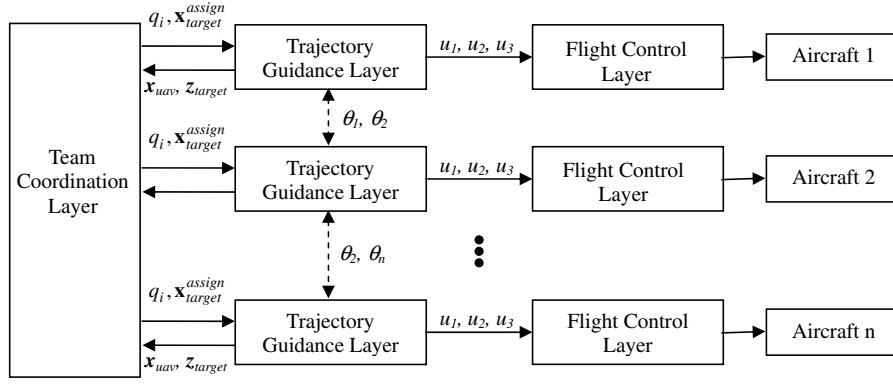 q_i, x_target^assign
Trajectory
Guidance Layer
u_1, u_2, u_3
Flight Control
Layer
Aircraft 1
x_uav, z_target
θ_1, θ_2
Team
Coordination
Layer
q_i, x_target^assign
Trajectory
Guidance Layer
u_1, u_2, u_3
Flight Control
Layer
Aircraft 2
θ_2, θ_n
q_i, x_target^assign
Trajectory
Guidance Layer
u_1, u_2, u_3
Flight Control
Layer
Aircraft n
x_uav, z_target